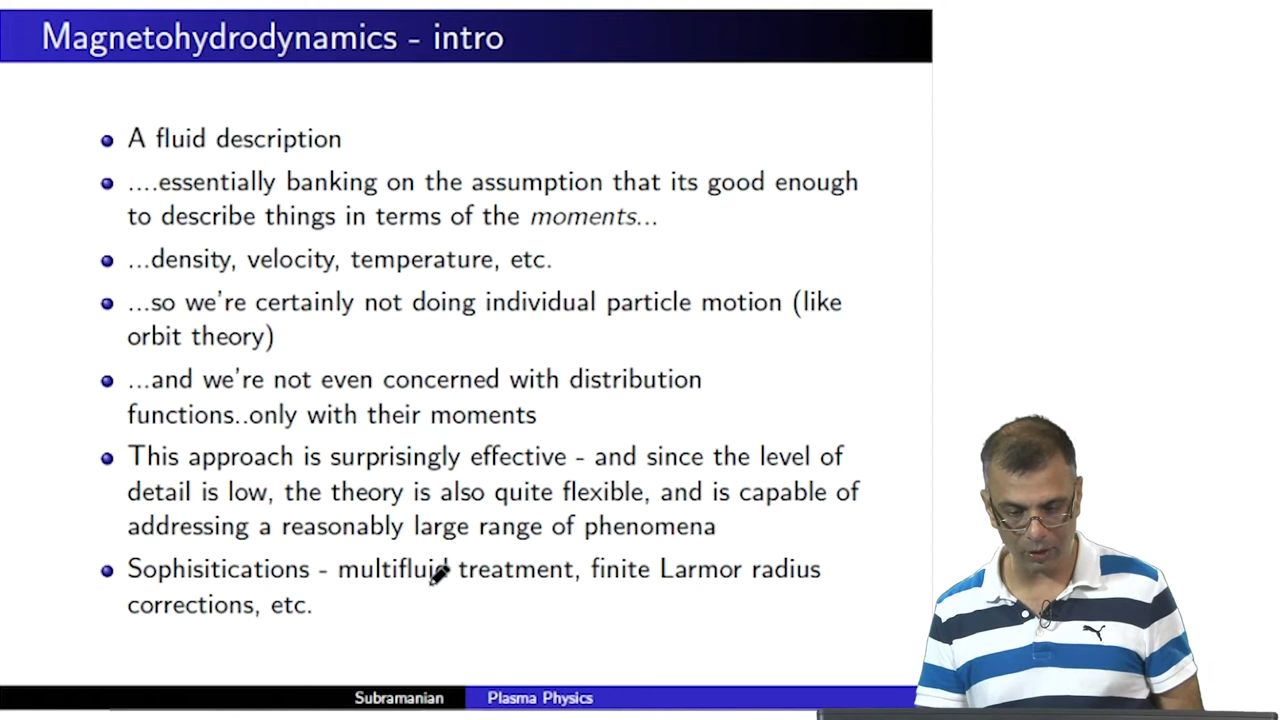 Magnetohydrodynamics - intro
A fluid description
....essentially banking on the assumption that its good enough
to describe things in terms of the moments...
...density, velocity, temperature, etc.
...so we're certainly not doing individual particle motion (like
orbit theory)
...and we're not even concerned with distribution
functions..only with their moments
This approach is surprisingly effective - and since the level of
detail is low, the theory is also quite flexible, and is capable of
addressing a reasonably large range of phenomena
Sophisitications - multifluid treatment, finite Larmor radius
corrections, etc.
Subramanian Plasma Physics